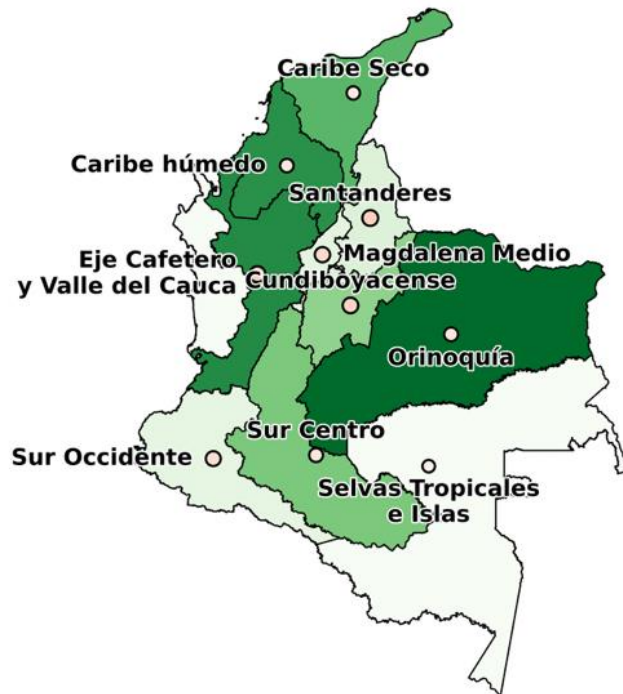 Caribe Seco
Caribe húmedo
Santanderes
Eje Cafetero
y Valle del Cauca
Magdalena Medio
Cundiboyacense
Orinoquía
Sur Centro
Sur Occidente
Selvas Tropicales
e Islas